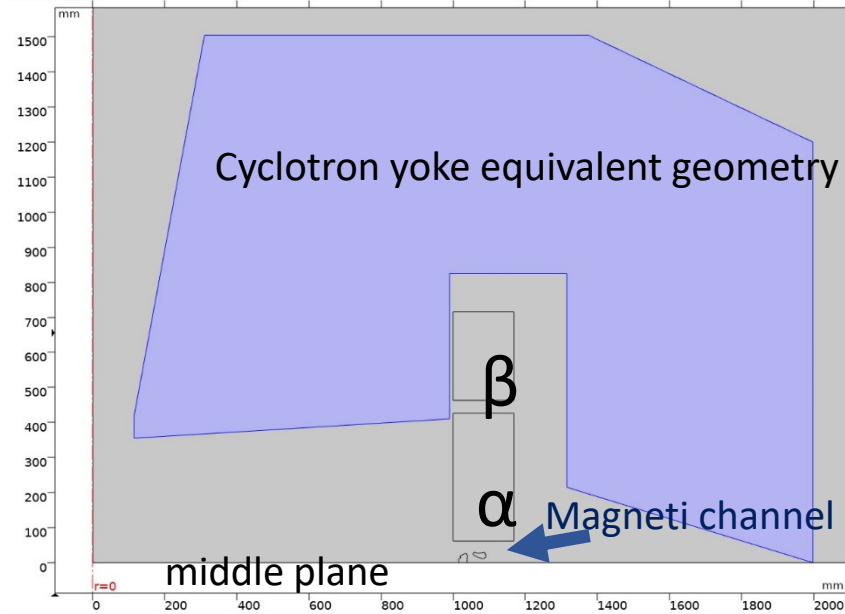 mm
1500
1400
1300
1200
Cyclotron yoke equivalent geometry
1100
1000
900
800
700
600
β
500
400
300
200
α
Magneti channel
100
0
middle plane
r=0
mm
0 200 400 600 800 1000 1200 1400 1600 1800 2000